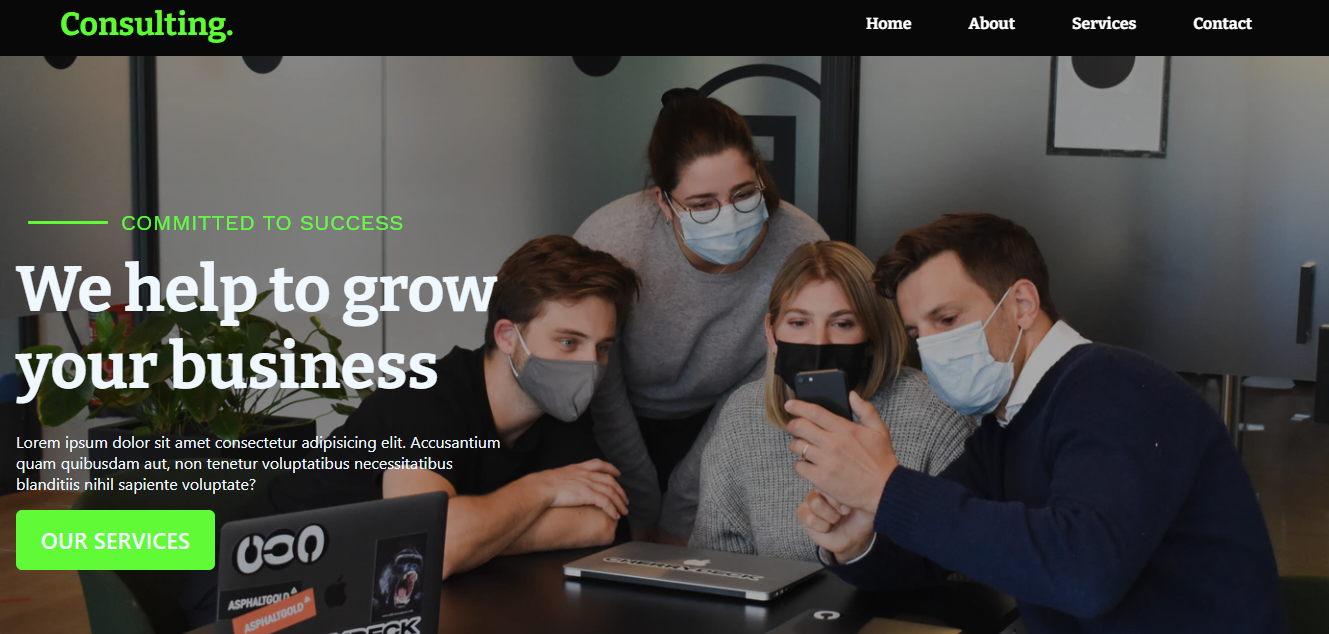 Consulting.
Home About Services Contact
COMMITTED TO SUCCESS
We help to grow
your business
Lorem ipsum dolor sit amet consectetur adipisicing elit. Accusantium
quam quibusdam aut, non tenetur voluptatibus necessitatibus
blanditiis nihil sapiente voluptate?
OUR SERVICES
ASPHALTGOLD
ASPHALTGOLD